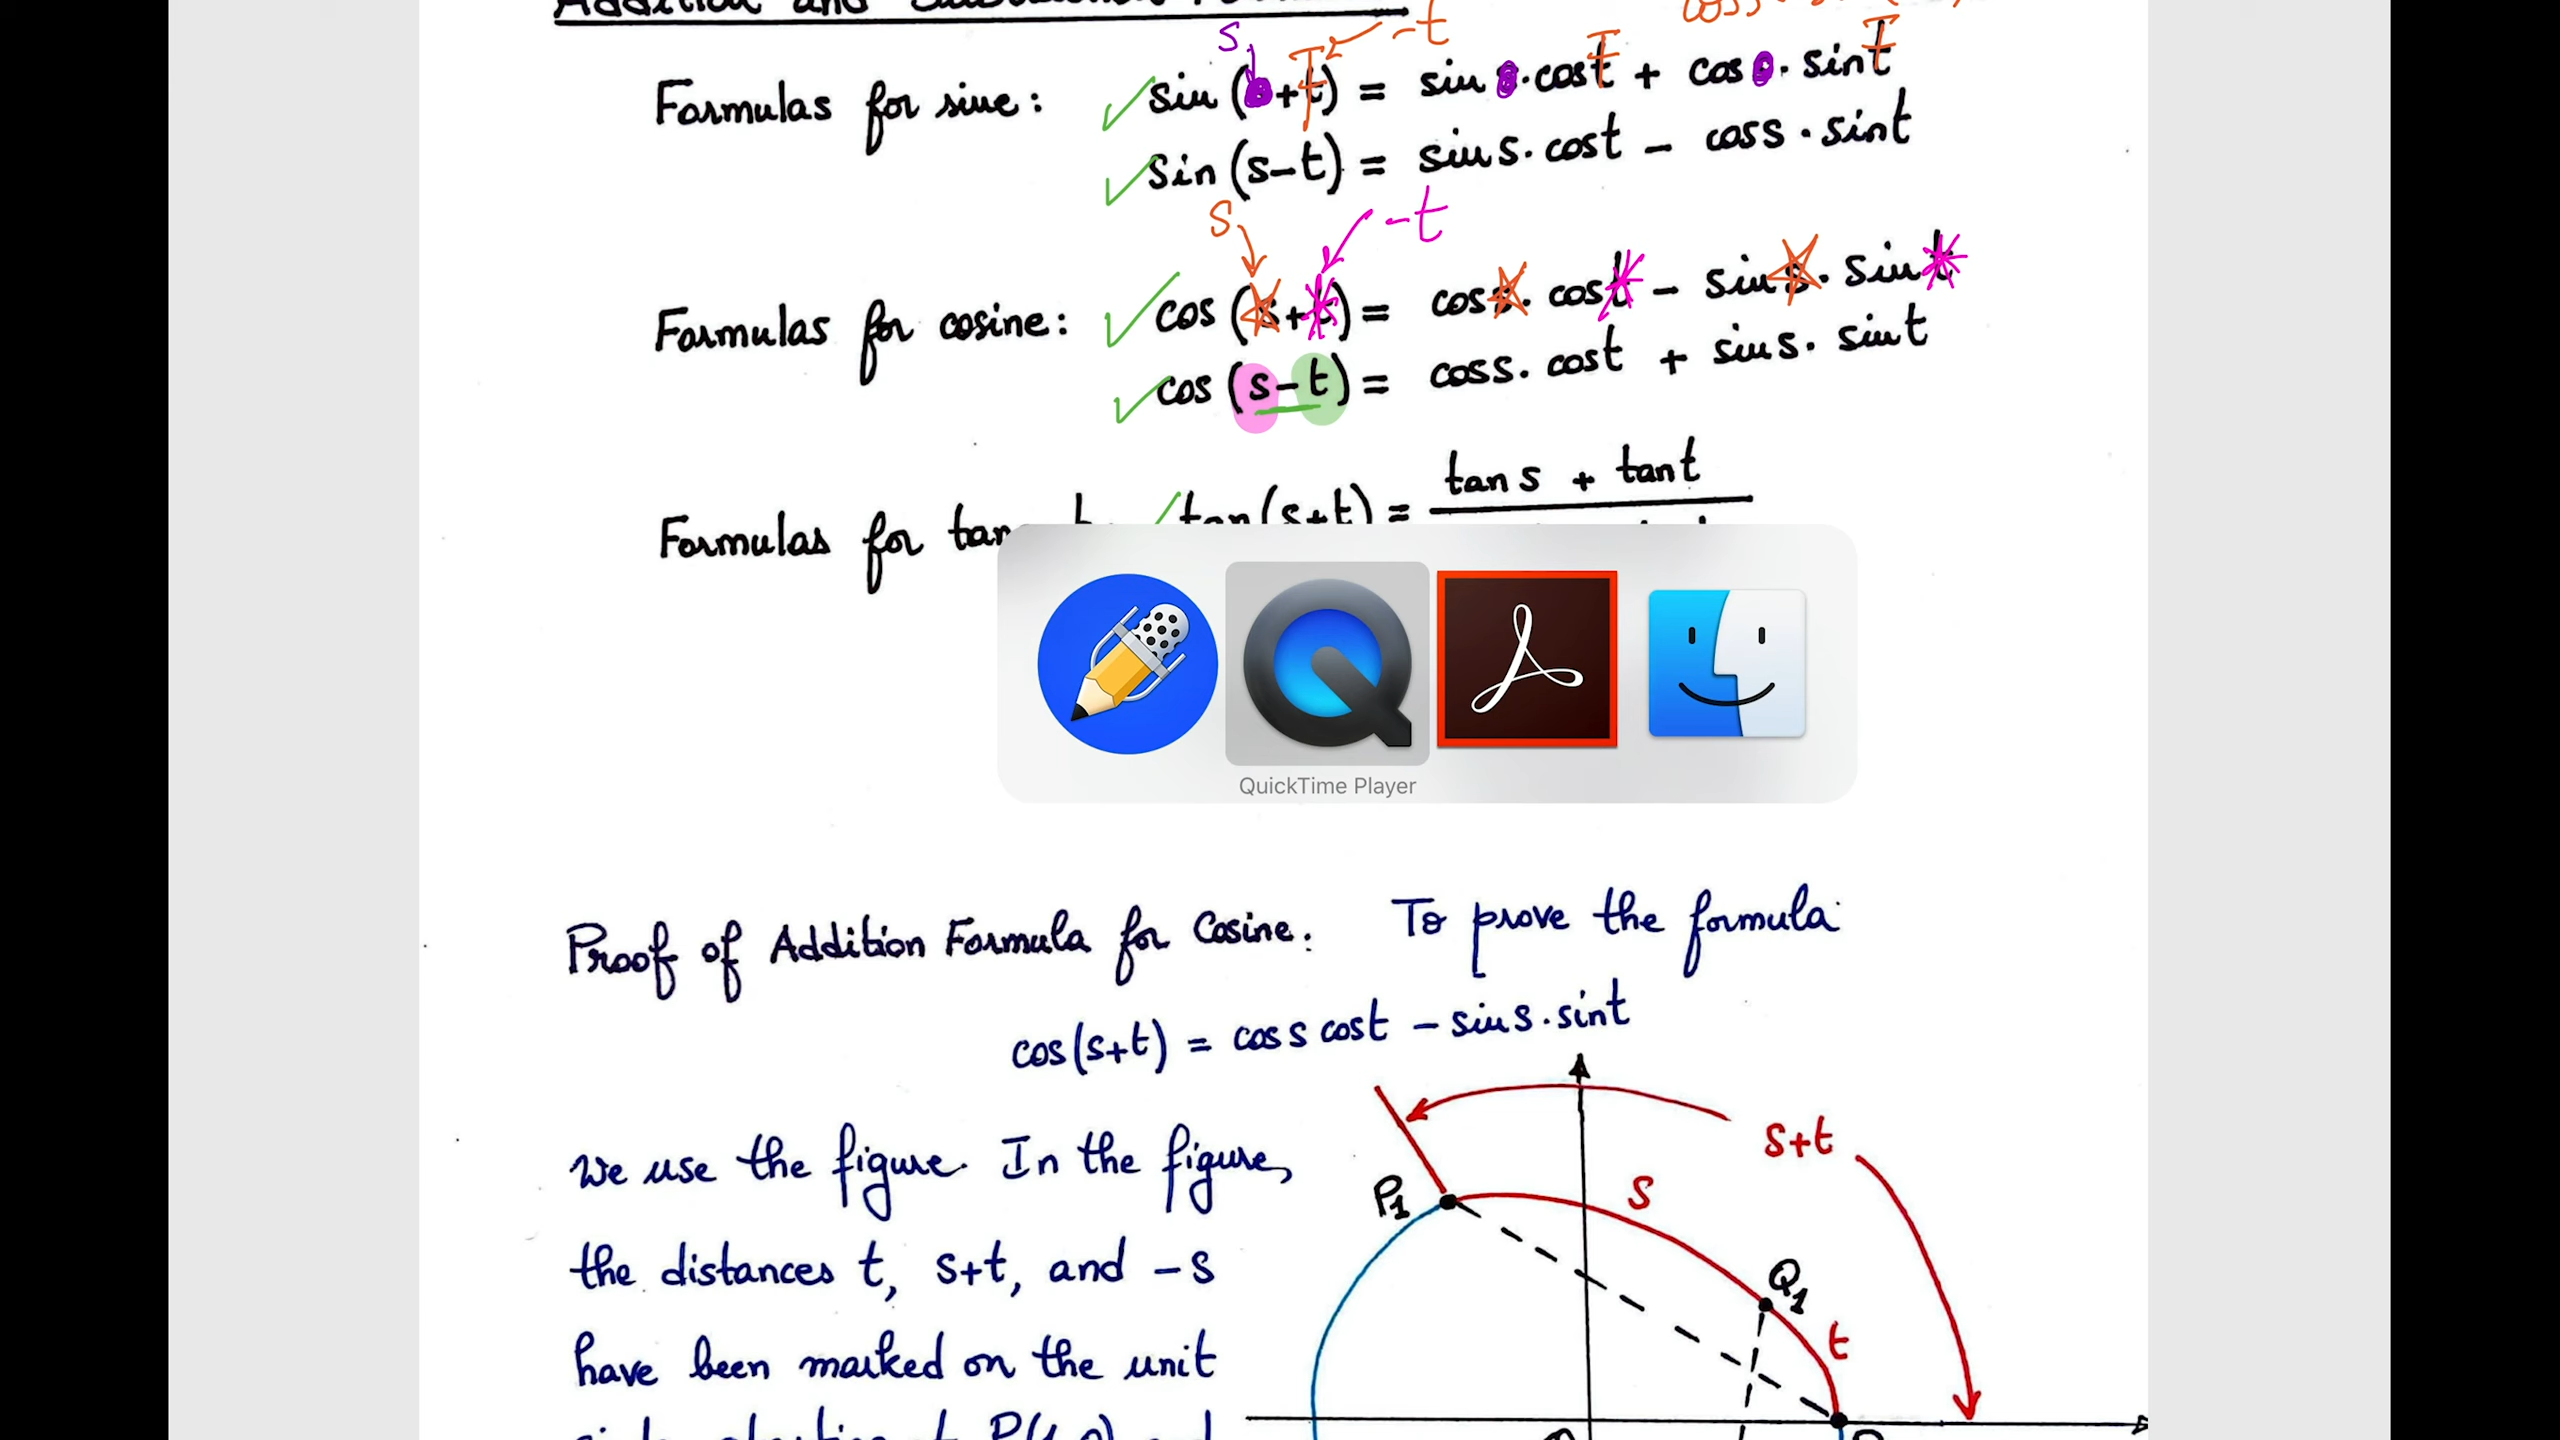 Addition and
s -t
Formulas for sine: sin (s+t) = sin s . cos t + cos s . sin t
sin (s-t) = sin s . cos t - cos s . sin t
s -t
Formulas for cosine: cos (s+t) = cos s . cos t - sin s . sin t
cos (s-t) = cos s . cos t + sin s . sin t
tan s + tan t
Formulas for tan(s+t) =
QuickTime Player
Proof of Addition Formula for Cosine: To prove the formula
cos(s+t) = cos s cos t - sin s . sin t
s+t
we use the figure. In the figure,
P1 s
the distances t, s+t, and -s
Q1
t
have been marked on the unit